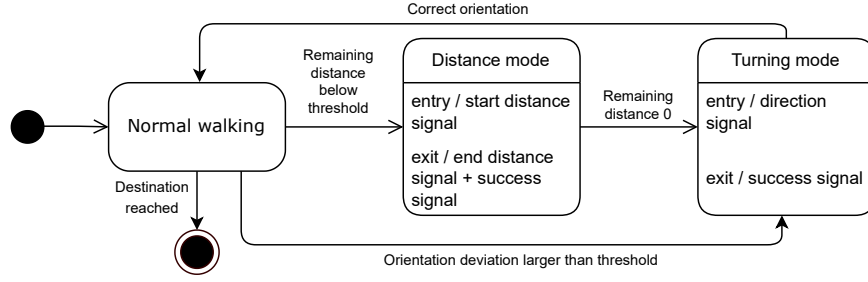 Correct orientation
Remaining
distance
below
threshold
Distance mode
Turning mode
Normal walking
entry / start distance
signal
exit / end distance
signal + success
signal
Remaining
distance 0
entry / direction
signal
exit / success signal
Destination
reached
Orientation deviation larger than threshold